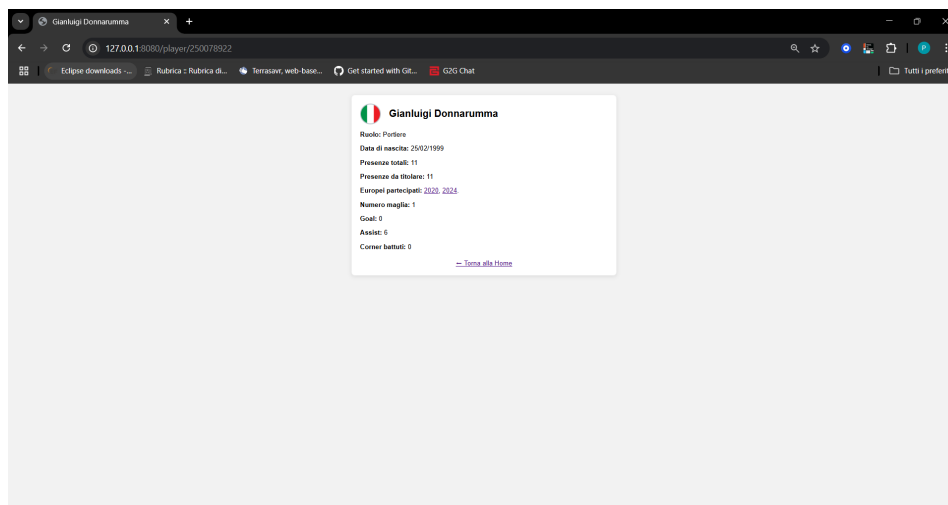 Gianluigi Donnarumma
127.0.0.1:8080/player/250078922
Eclipse downloads -... Rubrica :: Rubrica di... Terrasavr, web-base... Get started with Git... G2G Chat Tutti i preferiti
Gianluigi Donnarumma
Ruolo: Portiere
Data di nascita: 25/02/1999
Presenze totali: 11
Presenze da titolare: 11
Europei partecipati: 2020, 2024,
Numero maglia: 1
Goal: 0
Assist: 6
Corner battuti: 0
← Torna alla Home